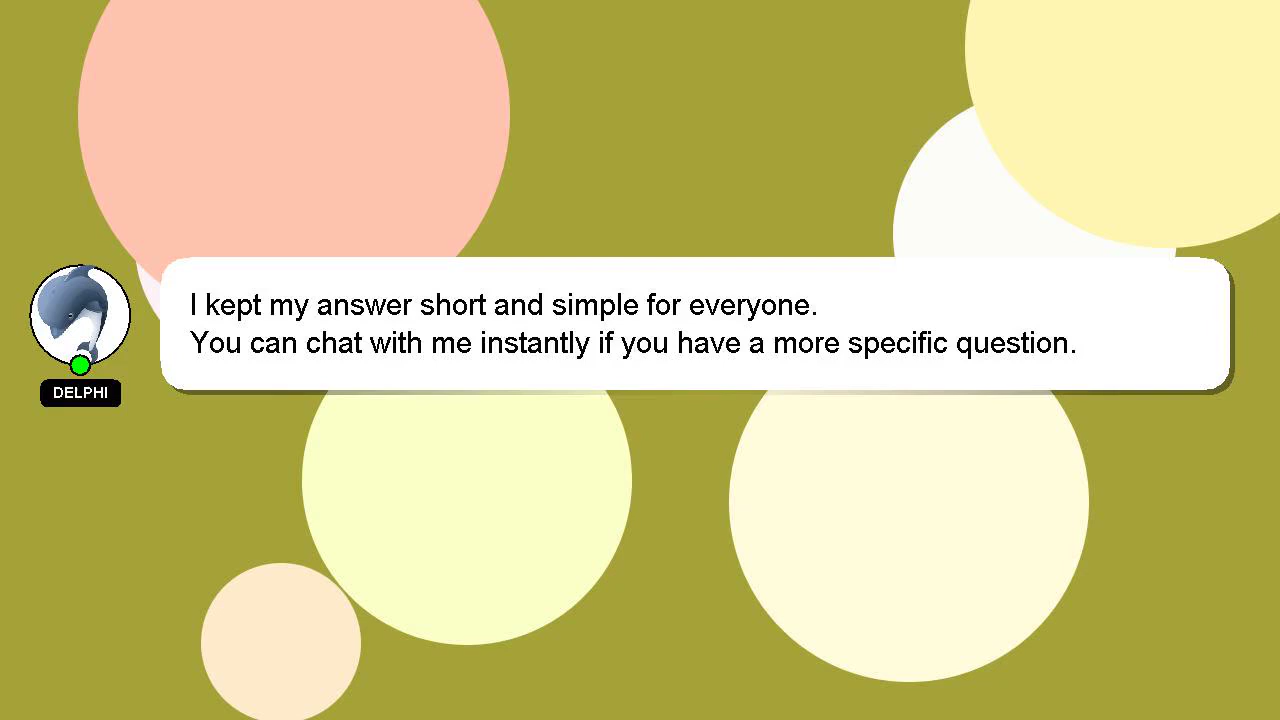 I kept my answer short and simple for everyone.
You can chat with me instantly if you have a more specific question.
DELPHI